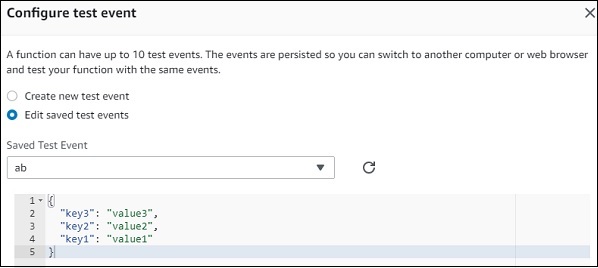 Configure test event
A function can have up to 10 test events. The events are persisted so you can switch to another computer or web browser
and test your function with the same events.
Create new test event
Edit saved test events
Saved Test Event
ab
1 {
2 "key3": "value3",
3 "key2": "value2",
4 "key1": "value1"
5 }